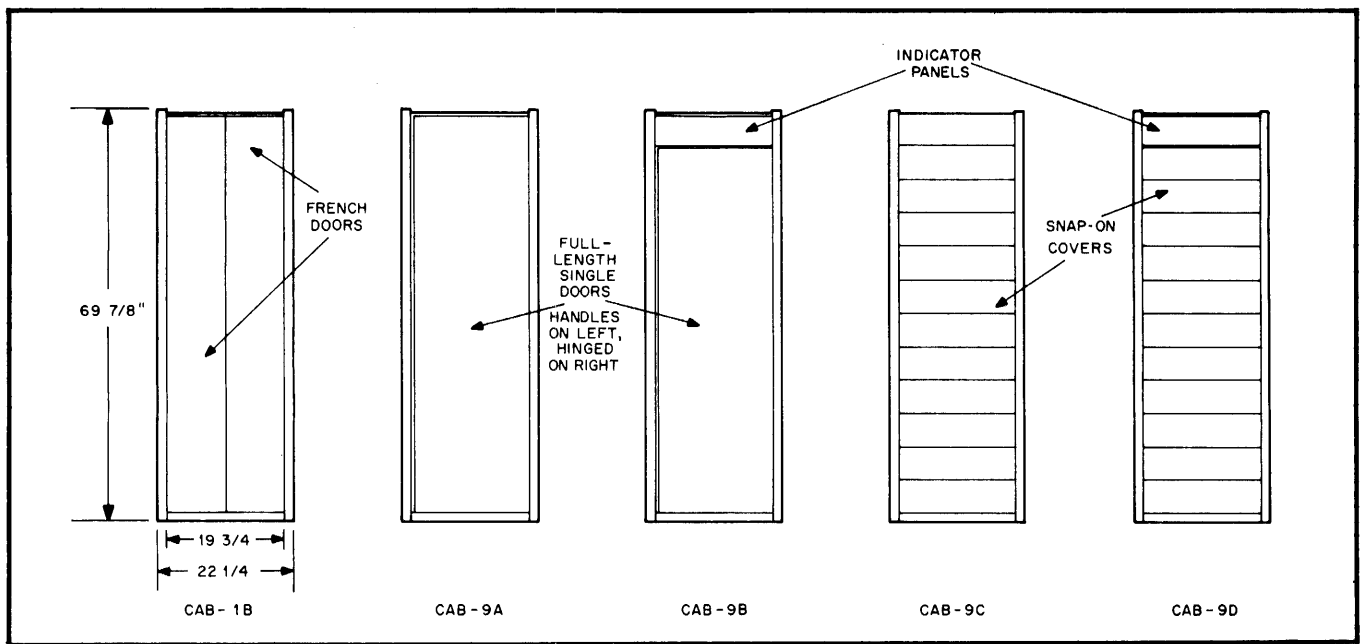 INDICATOR
PANELS
FRENCH
DOORS
FULL-
LENGTH
SINGLE
DOORS
HANDLES
ON LEFT,
HINGED
ON RIGHT
SNAP-ON
COVERS
69 7/8"
19 3/4
22 1/4
CAB-1B
CAB-9A
CAB-9B
CAB-9C
CAB-9D